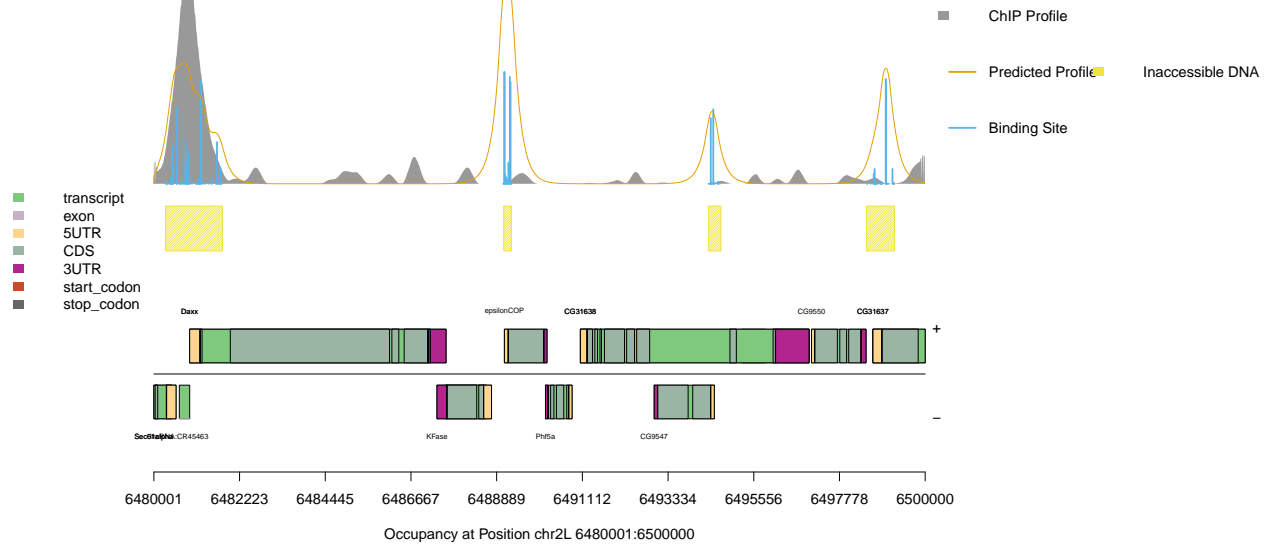 ChIP Profile
Predicted Profile
Inaccessible DNA
Binding Site
transcript
exon
5UTR
CDS
3UTR
start_codon
stop_codon
Daxx
epsilonCOP
CG31638
CG9550
CG31637
+
:CR45463
KFase
Phf5a
CG9547
−
6480001 6482223 6484445 6486667 6488889 6491112 6493334 6495556 6497778 6500000
Occupancy at Position chr2L 6480001:6500000